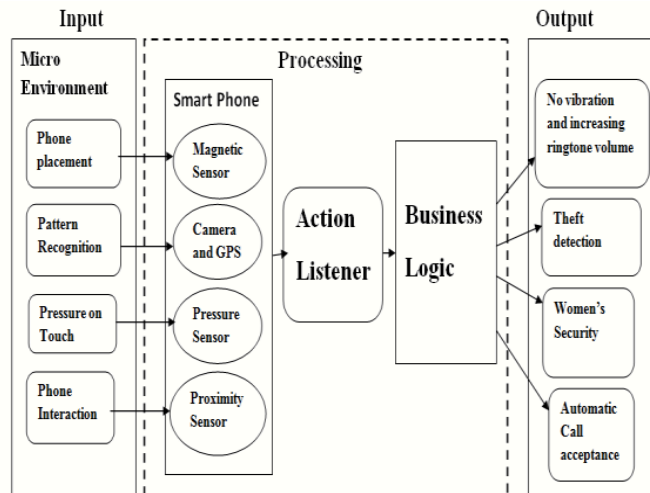 Input
Processing
Output
Micro
Environment
Phone
placement
Pattern
Recognition
Pressure on
Touch
Phone
Interaction
Smart Phone
Magnetic
Sensor
Camera
and GPS
Pressure
Sensor
Proximity
Sensor
Action
Listener
Business
Logic
No vibration
and increasing
ringtone volume
Theft
detection
Women's
Security
Automatic
Call
acceptance